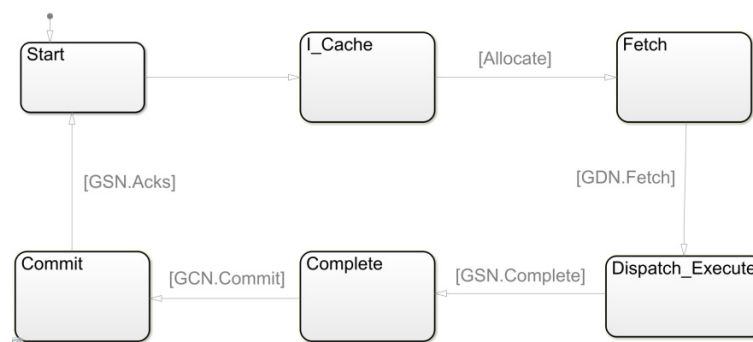 Start
I_Cache
[Allocate]
Fetch
[GDN.Fetch]
Dispatch_Execute
[GSN.Complete]
Complete
[GCN.Commit]
Commit
[GSN.Acks]